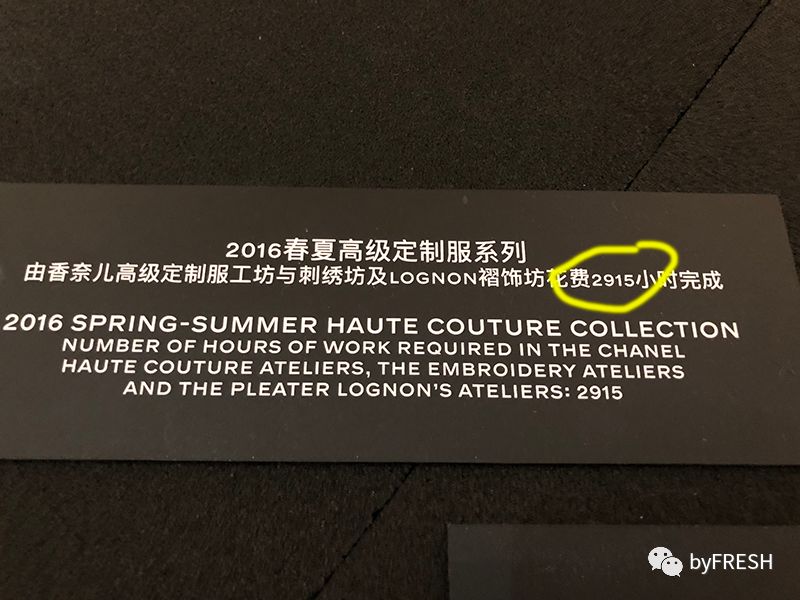 2016春夏高级定制服系列
由香奈儿高级定制服工坊与刺绣坊及LOGNON褶饰坊花费2915小时完成
2016 SPRING-SUMMER HAUTE COUTURE COLLECTION
NUMBER OF HOURS OF WORK REQUIRED IN THE CHANEL
HAUTE COUTURE ATELIERS, THE EMBROIDERY ATELIERS
AND THE PLEATER LOGNON'S ATELIERS: 2915
byFRESH